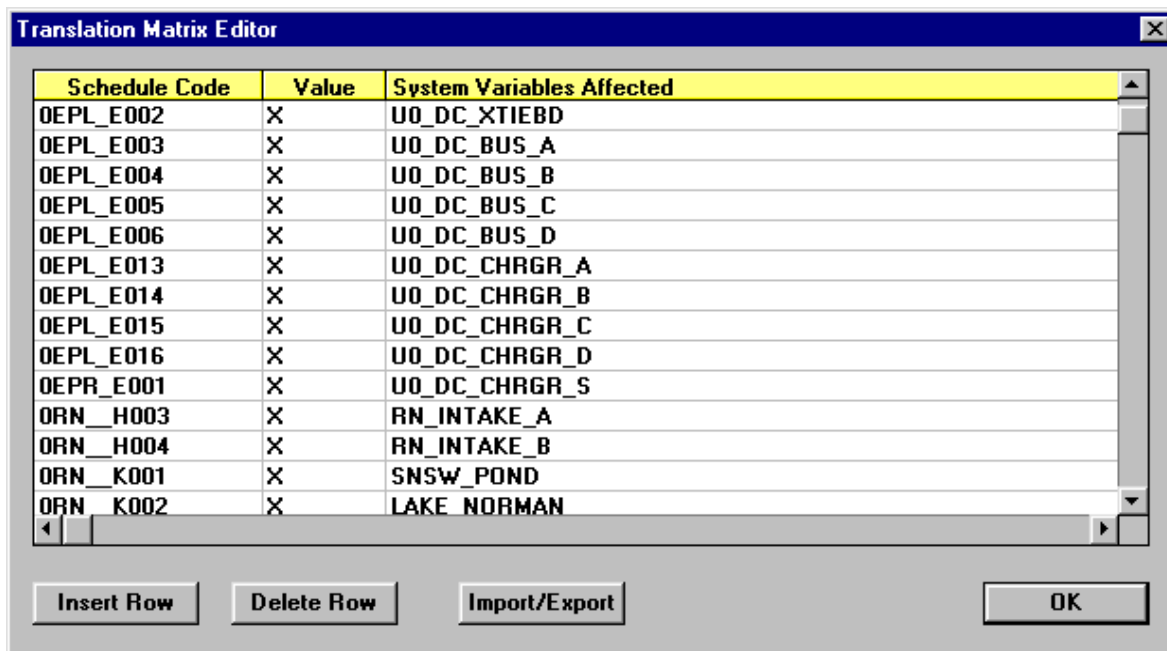 Translation Matrix Editor
Schedule Code Value System Variables Affected
0EPL_E002 X U0_DC_XTIEBD
0EPL_E003 X U0_DC_BUS_A
0EPL_E004 X U0_DC_BUS_B
0EPL_E005 X U0_DC_BUS_C
0EPL_E006 X U0_DC_BUS_D
0EPL_E013 X U0_DC_CHRGR_A
0EPL_E014 X U0_DC_CHRGR_B
0EPL_E015 X U0_DC_CHRGR_C
0EPL_E016 X U0_DC_CHRGR_D
0EPR_E001 X U0_DC_CHRGR_S
0RN__H003 X RN_INTAKE_A
0RN__H004 X RN_INTAKE_B
0RN__K001 X SNSW_POND
0RN__K002 X LAKE_NORMAN
Insert Row Delete Row Import/Export OK